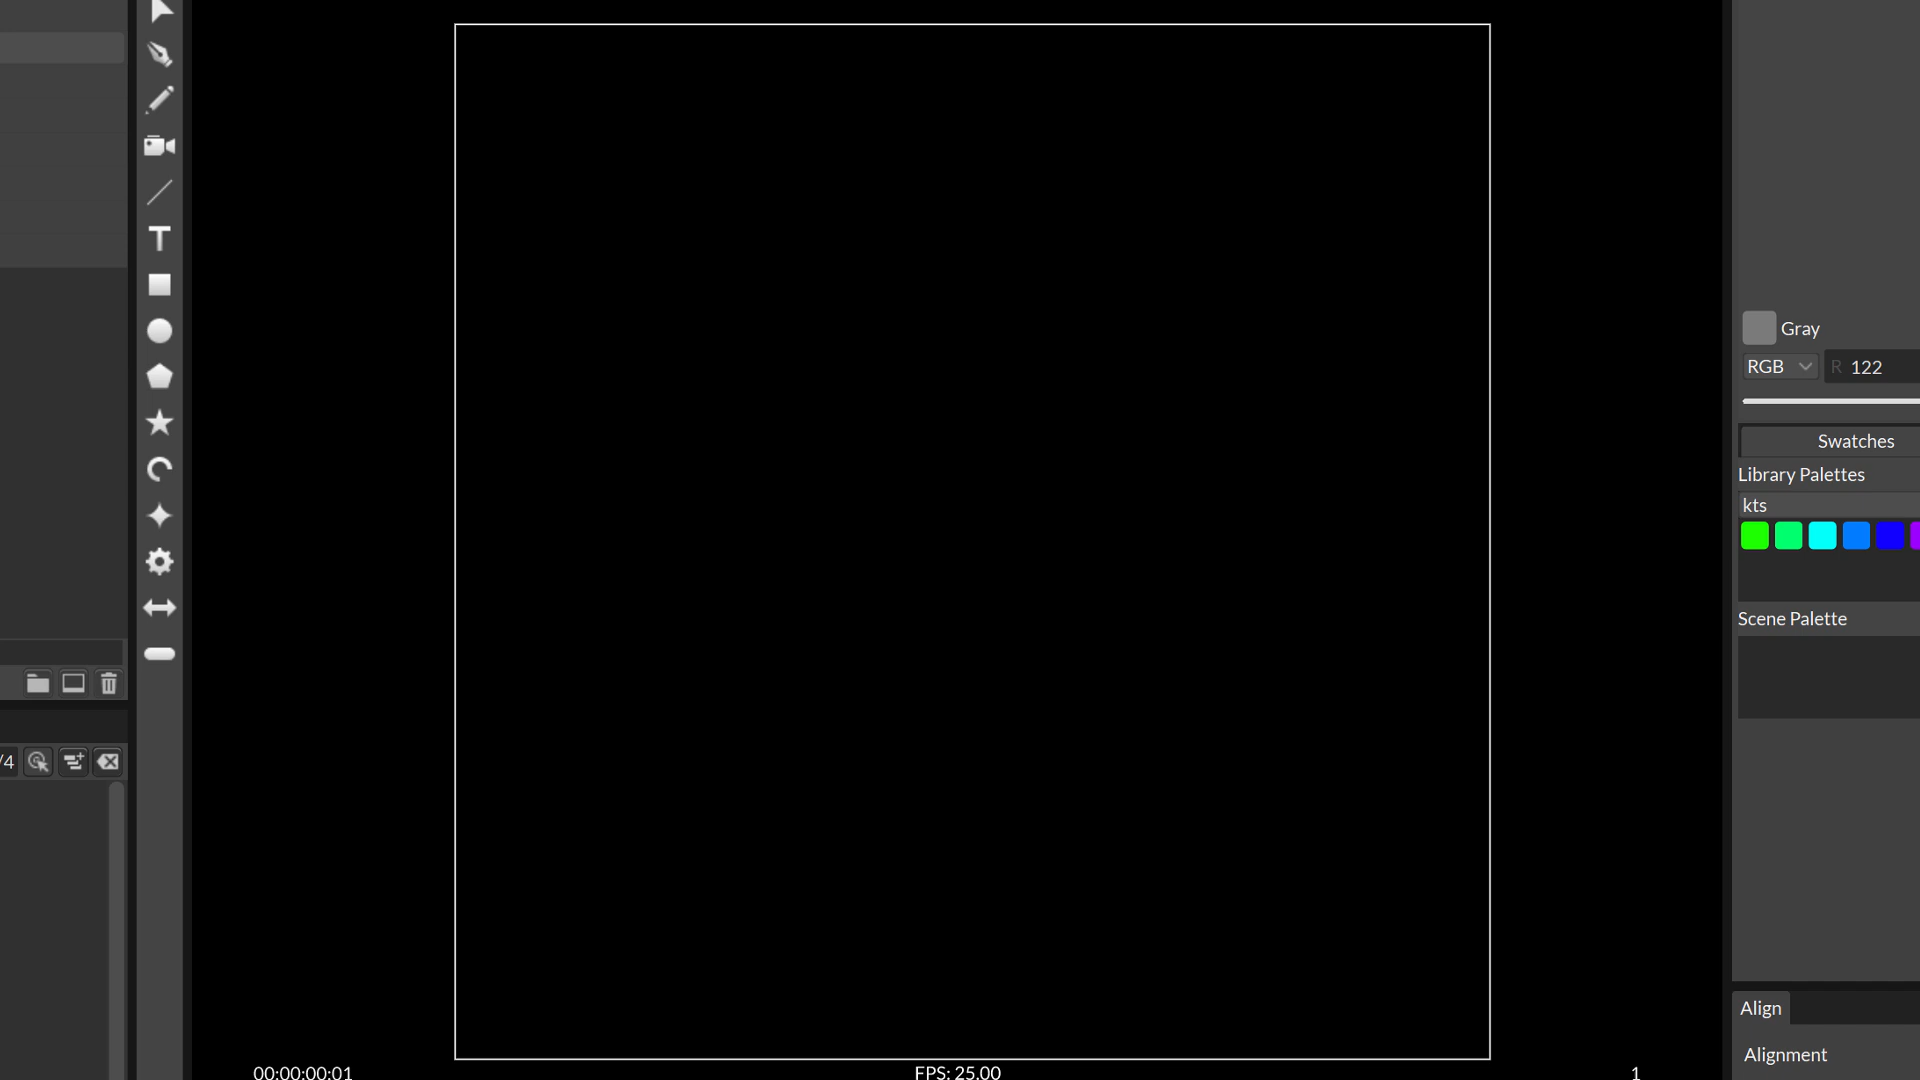 Gray
RGB R 122
Swatches
Library Palettes
kts
Scene Palette
/4
Align
Alignment
00:00:00:01 FPS: 25.00 1